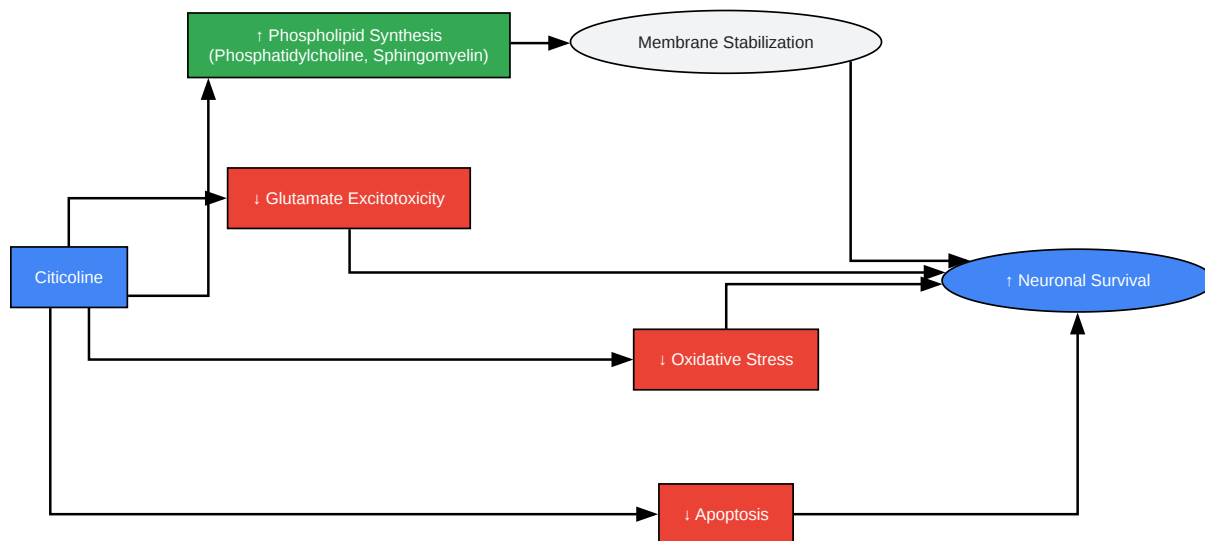 ↑ Phospholipid Synthesis
(Phosphatidylcholine, Sphingomyelin)
Membrane Stabilization
↓ Glutamate Excitotoxicity
Citicoline
↑ Neuronal Survival
↓ Oxidative Stress
↓ Apoptosis